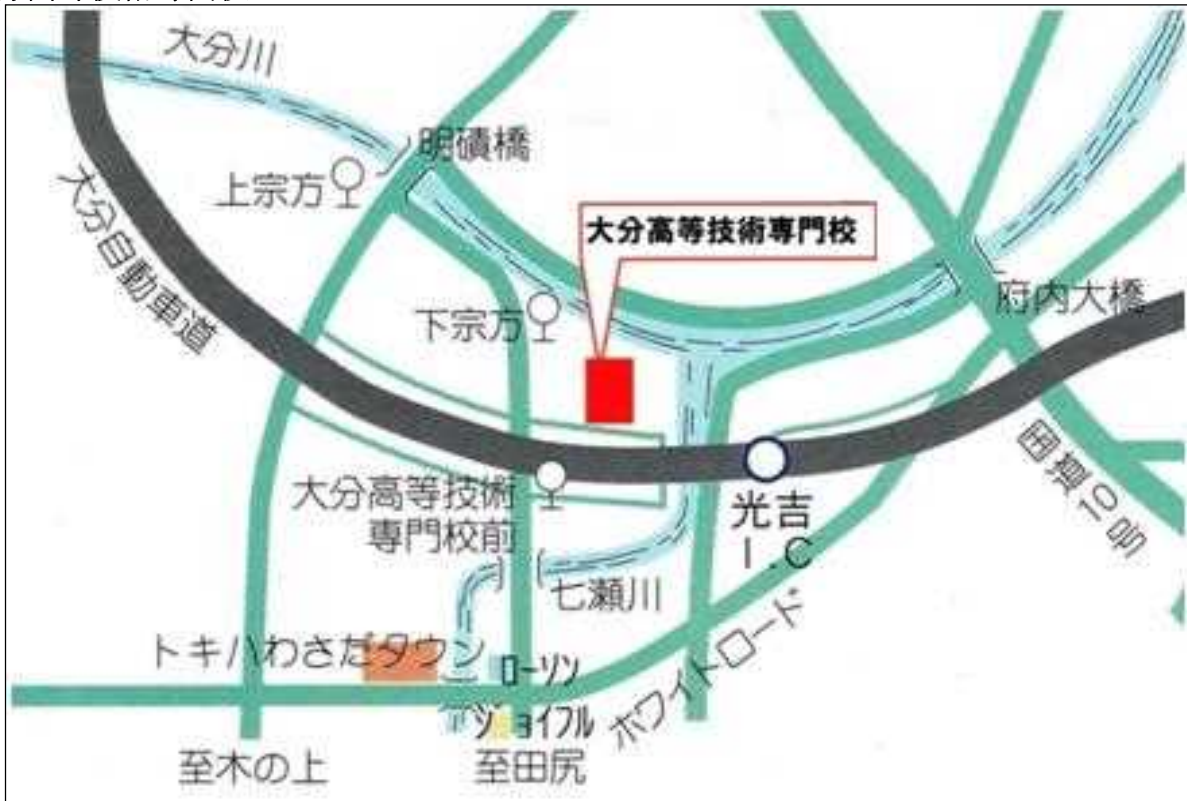 大分川
明磧橋
上宗方
大分自動車道
大分高等技術専門校
府内大橋
下宗方
国道10号
大分高等技術
専門校前
光吉
I.C
七瀬川
トキハわさだタウン
ローソン
ホワイトロード
ジョイフル
至木の上
至田尻